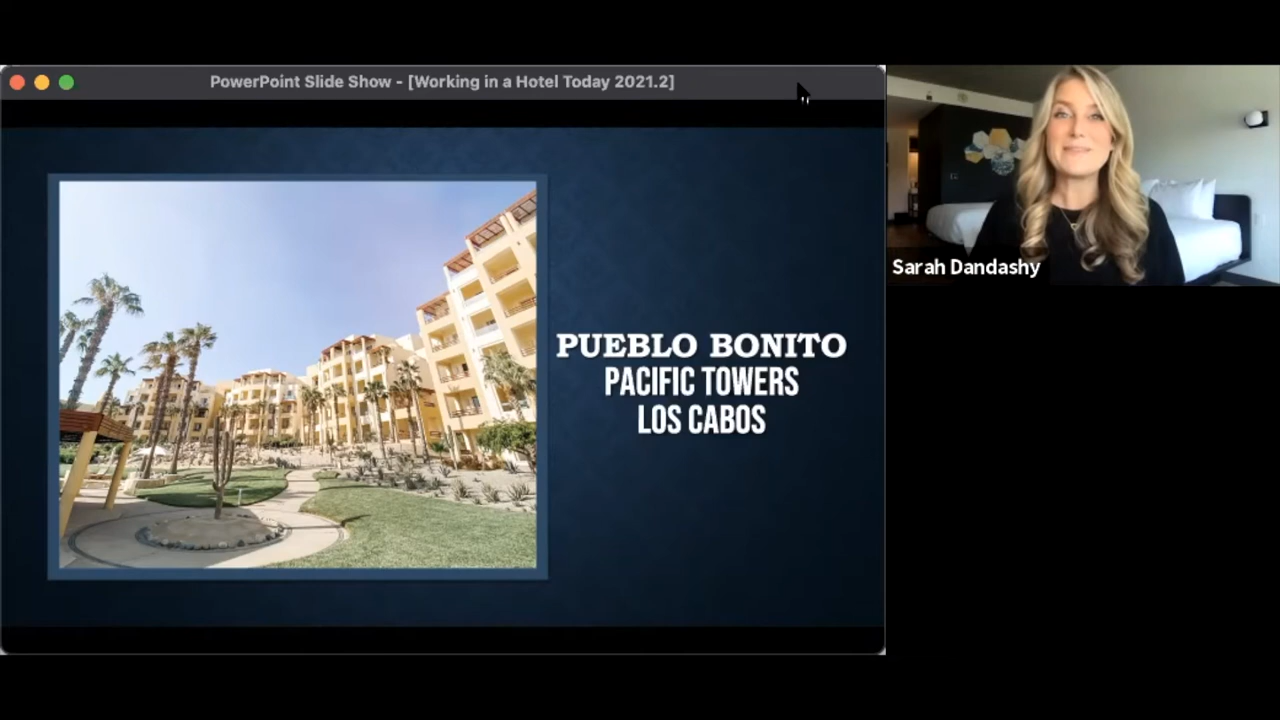 PowerPoint Slide Show - [Working in a Hotel Today 2021.2]
PUEBLO BONITO
PACIFIC TOWERS
LOS CABOS
Sarah Dandashy